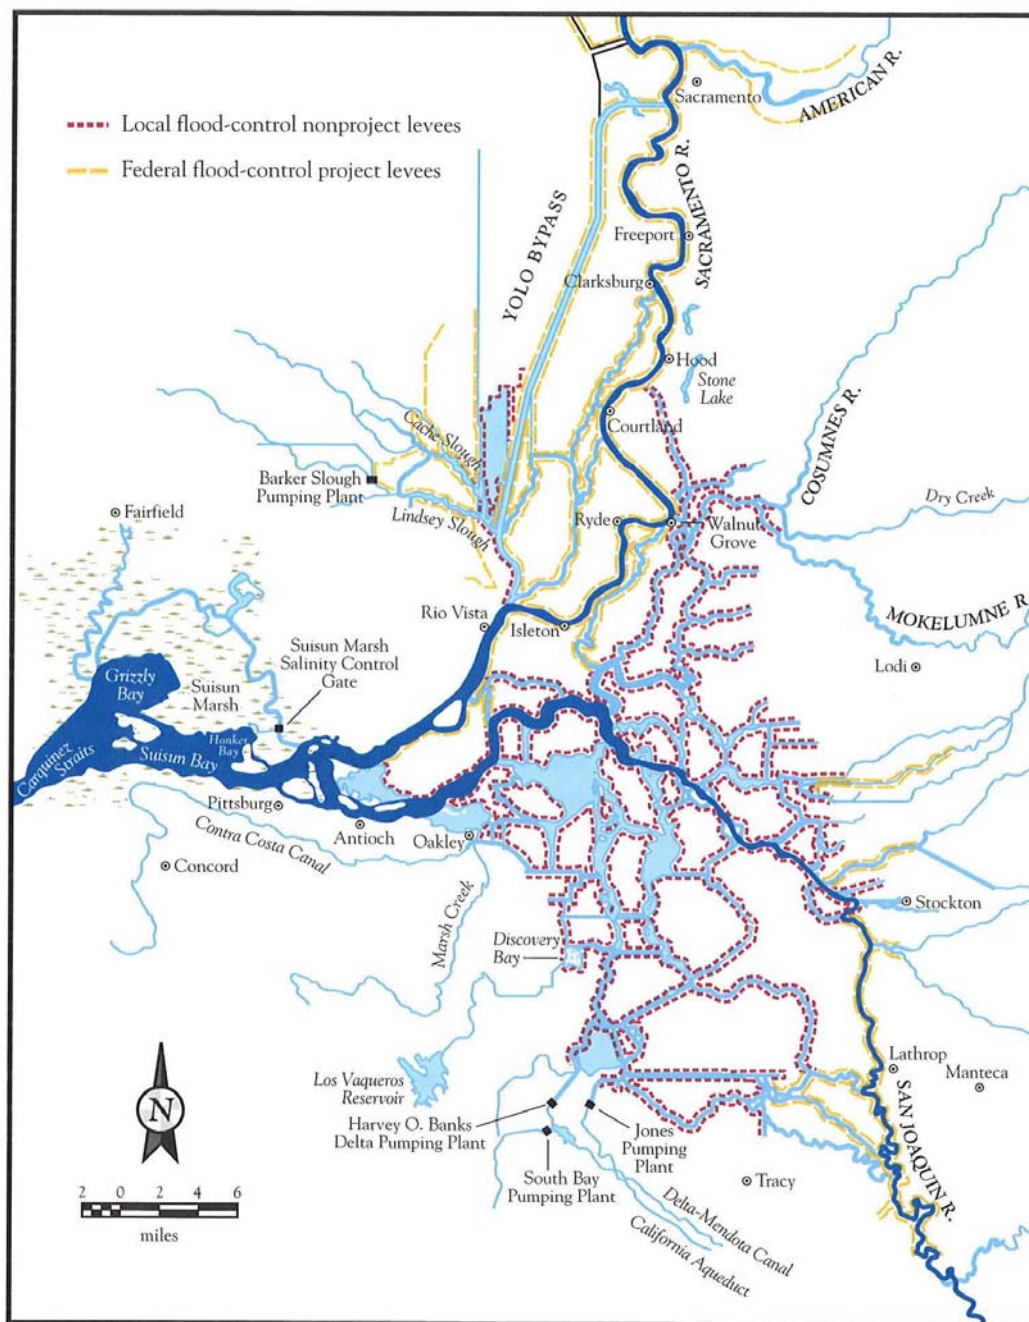 Sacramento
AMERICAN R.
Local flood-control nonproject levees
Federal flood-control project levees
SACRAMENTO R.
YOLO BYPASS
Freeport
Clarksburg
Hood
Stone
Lake
Courtland
COSUMNES R.
Cache Slough
Barker Slough
Pumping Plant
Lindsey Slough
Dry Creek
Fairfield
Ryde
Walnut
Grove
MOKELUMNE R.
Rio Vista
Isleton
Lodi
Suisun Marsh
Salinity Control
Gate
Grizzly
Bay
Suisun
Marsh
Honker
Bay
Suisun Bay
Carquinez
Straits
Pittsburg
Antioch
Oakley
Contra Costa Canal
Concord
Stockton
Marsh Creek
Discovery
Bay
Los Vaqueros
Reservoir
Lathrop
Manteca
SAN JOAQUIN R.
Harvey O. Banks
Delta Pumping Plant
Jones
Pumping
Plant
South Bay
Pumping Plant
Tracy
Delta-Mendota Canal
California Aqueduct
N
2 0 2 4 6
miles